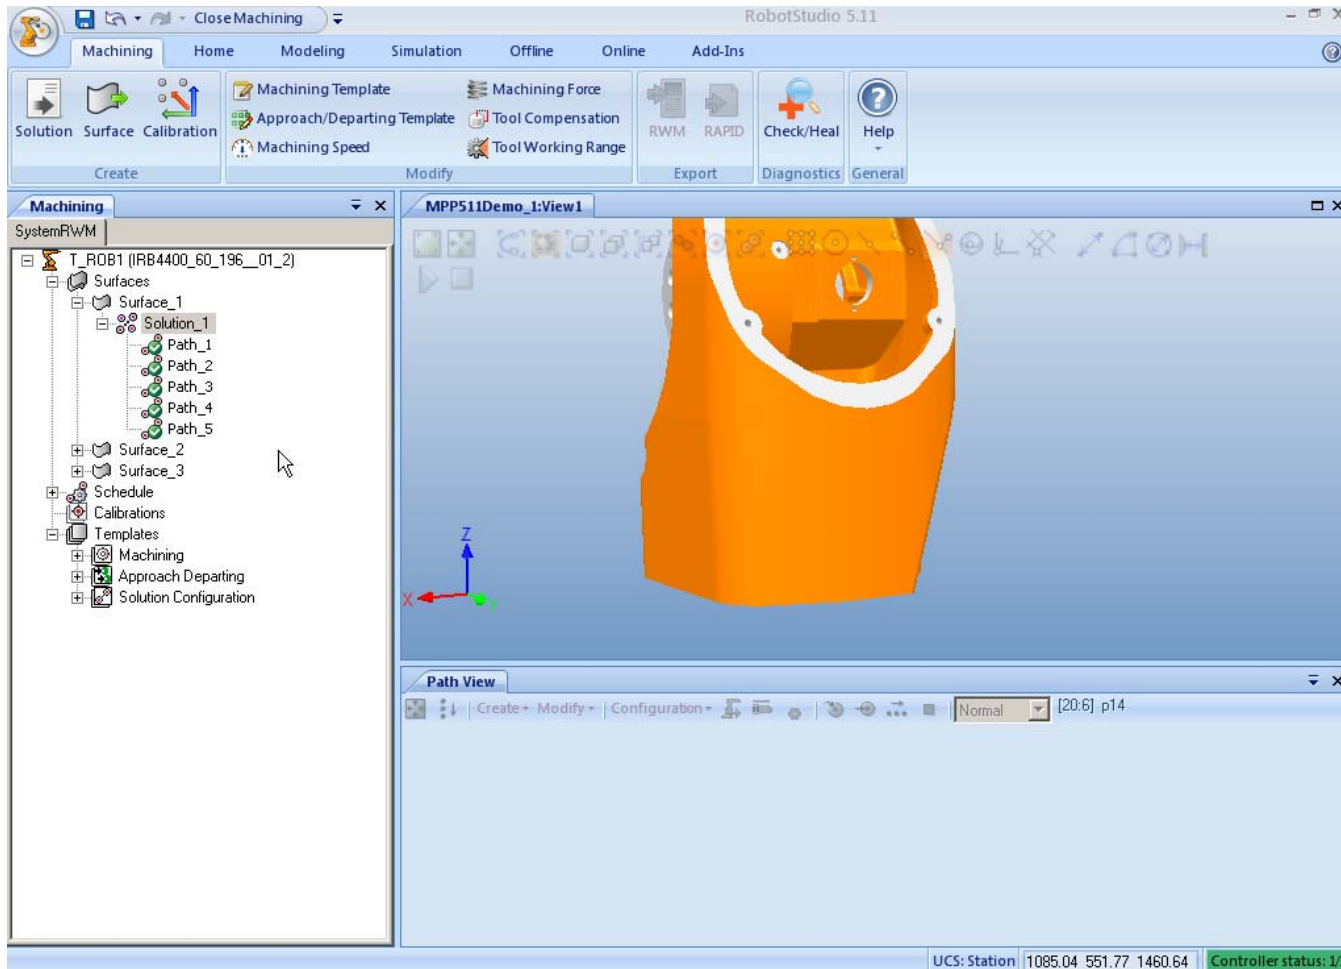 CloseMachining
RobotStudio 5.11
Machining Home Modeling Simulation Offline Online Add-Ins
Solution Surface Calibration
Create
Machining Template
Approach/Departing Template
Machining Speed
Machining Force
Tool Compensation
Tool Working Range
Modify
RWM RAPID
Export
Check/Heal
Diagnostics
Help
General
Machining
SystemRWM
T_ROB1 (IRB4400_60_196__01_2)
Surfaces
Surface_1
Solution_1
Path_1
Path_2
Path_3
Path_4
Path_5
Surface_2
Surface_3
Schedule
Calibrations
Templates
Machining
Approach Departing
Solution Configuration
MPP511Demo_1:View1
Z
X
Path View
Create Modify Configuration Normal [20:6] p14
UCS: Station 1085.04 551.77 1460.64 Controller status: 1/